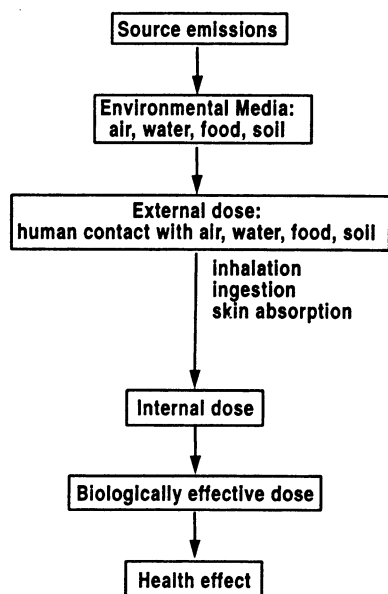 Source emissions
Environmental Media:
air, water, food, soil
External dose:
human contact with air, water, food, soil
inhalation
ingestion
skin absorption
Internal dose
Biologically effective dose
Health effect